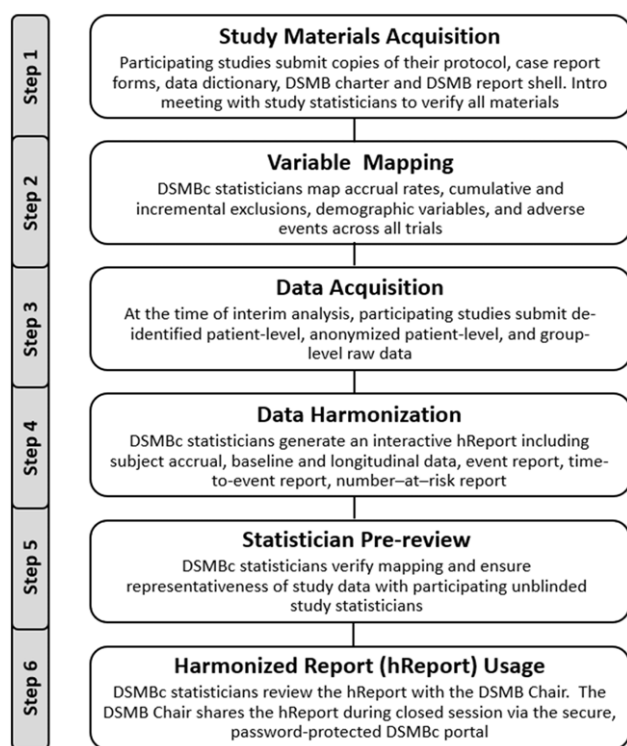 Step 1
Study Materials Acquisition
Participating studies submit copies of their protocol, case report
forms, data dictionary, DSMB charter and DSMB report shell. Intro
meeting with study statisticians to verify all materials
Step 2
Variable Mapping
DSMBc statisticians map accrual rates, cumulative and
incremental exclusions, demographic variables, and adverse
events across all trials
Step 3
Data Acquisition
At the time of interim analysis, participating studies submit de-
identified patient-level, anonymized patient-level, and group-
level raw data
Step 4
Data Harmonization
DSMBc statisticians generate an interactive hReport including
subject accrual, baseline and longitudinal data, event report, time-
to-event report, number–at–risk report
Step 5
Statistician Pre-review
DSMBc statisticians verify mapping and ensure
representativeness of study data with participating unblinded
study statisticians
Step 6
Harmonized Report (hReport) Usage
DSMBc statisticians review the hReport with the DSMB Chair. The
DSMB Chair shares the hReport during closed session via the secure,
password-protected DSMBc portal